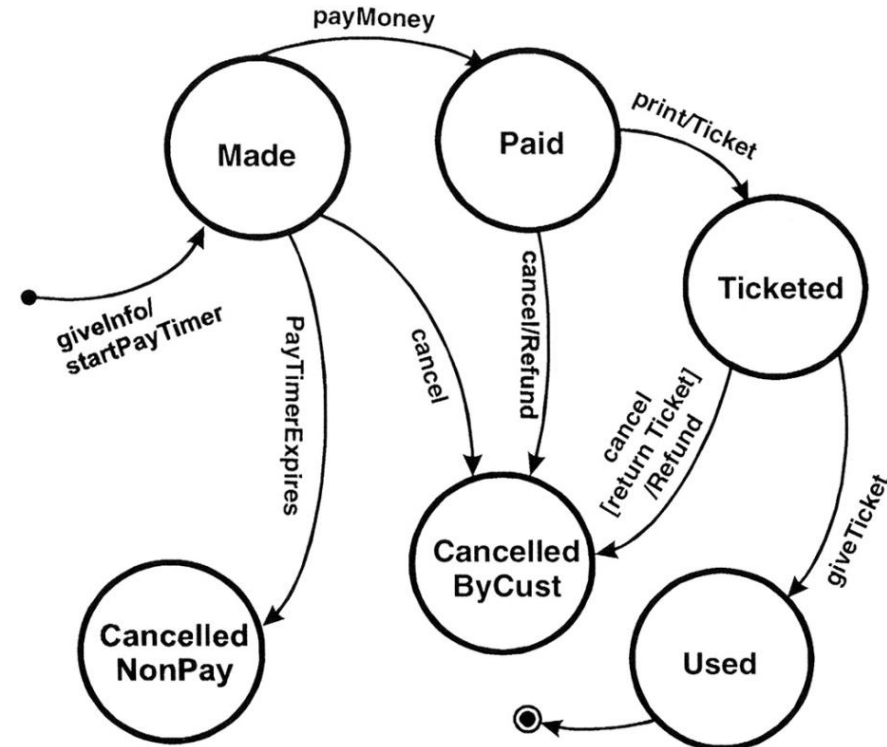 payMoney
Made
Paid
print/Ticket
Ticketed
giveInfo/
startPayTimer
PayTimerExpires
cancel
cancel/Refund
cancel
[return Ticket]
/Refund
giveTicket
Cancelled
ByCust
Cancelled
NonPay
Used